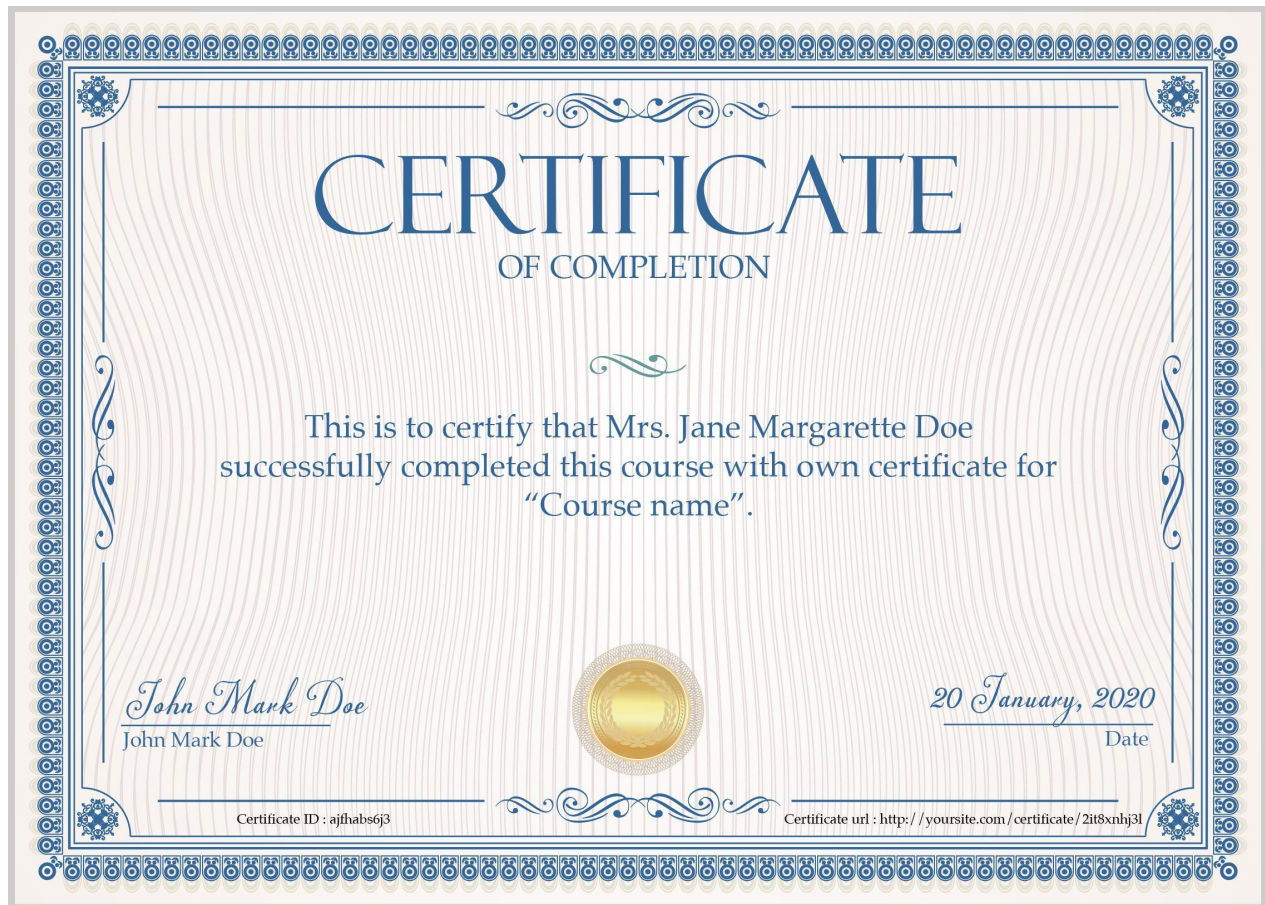 CERTIFICATE
OF COMPLETION
This is to certify that Mrs. Jane Margarette Doe
successfully completed this course with own certificate for
“Course name”.
John Mark Doe
John Mark Doe
20 January, 2020
Date
Certificate ID : ajfhabs6j3
Certificate url : http://yoursite.com/certificate/2it8xnhj3l